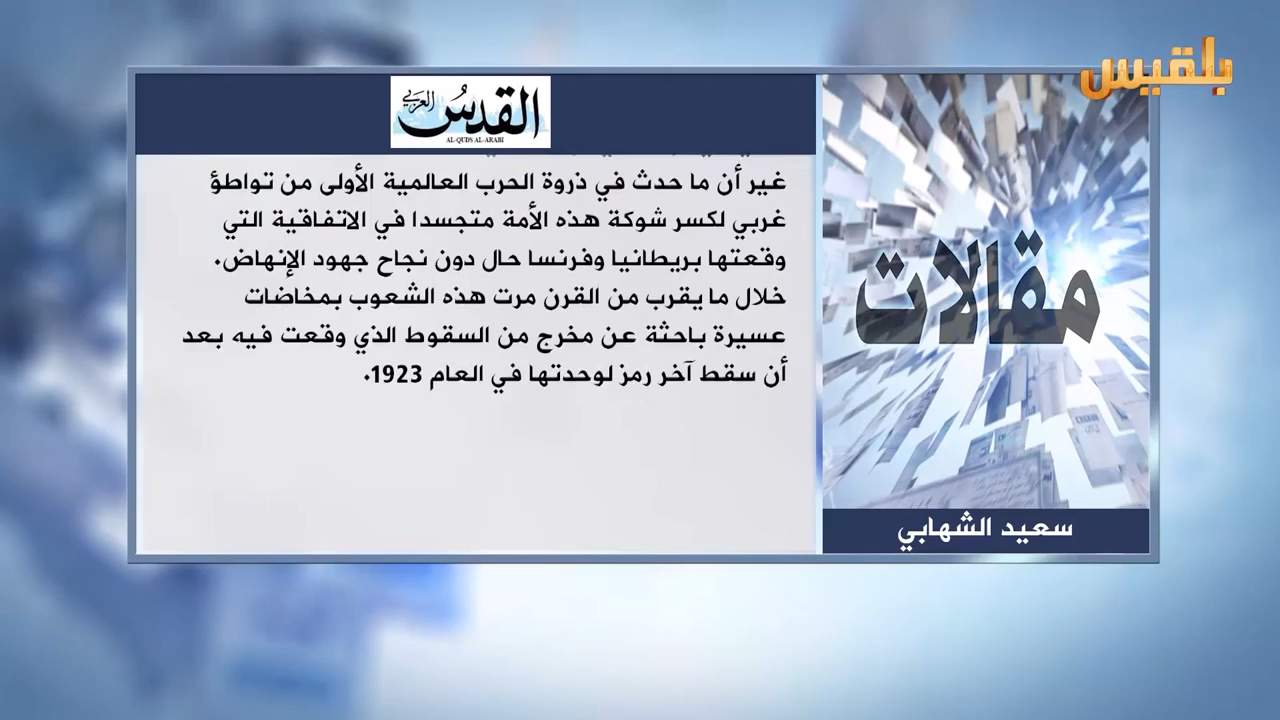 بلقيس
القدس العربي
AL-QUDS AL-ARABI
غير أن ما حدث في ذروة الحرب العالمية الأولى من تواطؤ
غربي لكسر شوكة هذه الأمة متجسدا في الاتفاقية التي
وقعتها بريطانيا وفرنسا حال دون نجاح جهود الإنهاض.
خلال ما يقرب من القرن مرت هذه الشعوب بمخاضات
عسيرة باحثة عن مخرج من السقوط الذي وقعت فيه بعد
أن سقط آخر رمز لوحدتها في العام 1923.
مقالات
سعيد الشهابي